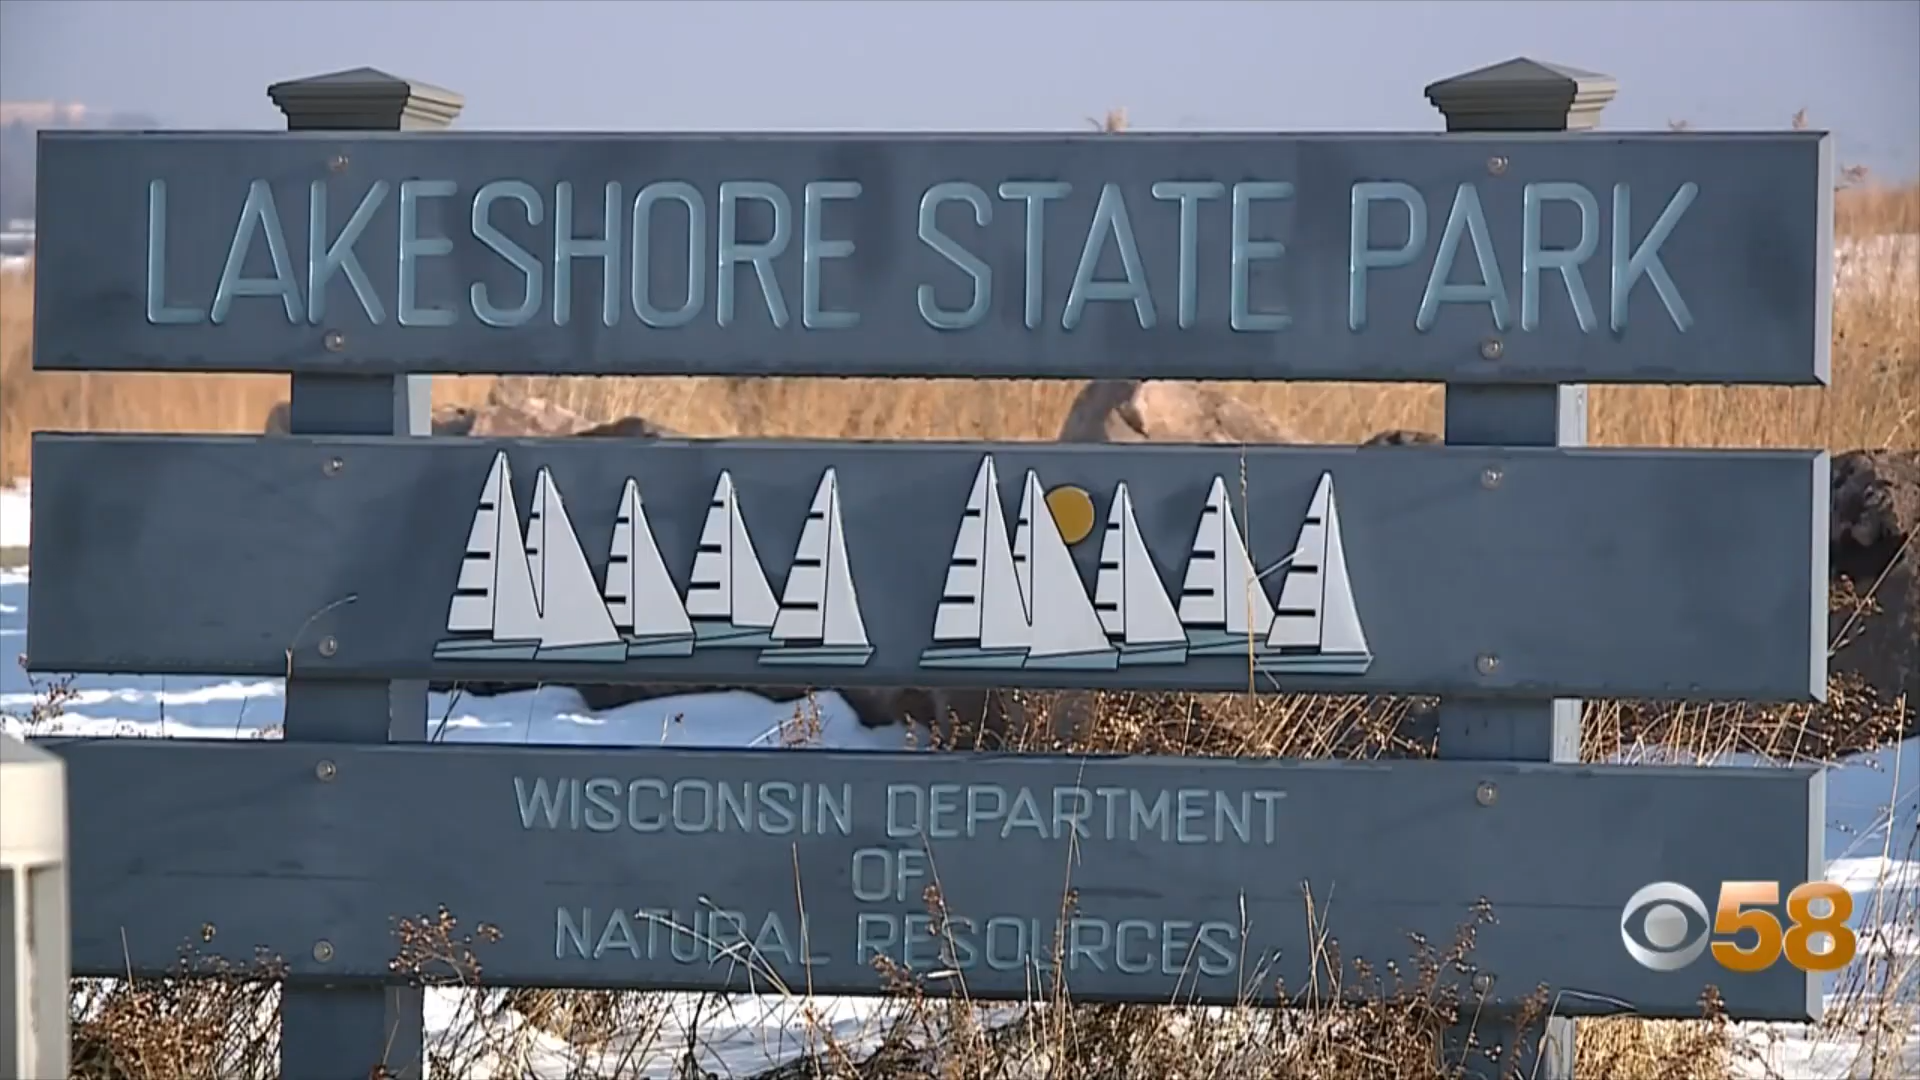 LAKESHORE STATE PARK
WISCONSIN DEPARTMENT
OF
NATURAL RESOURCES
58